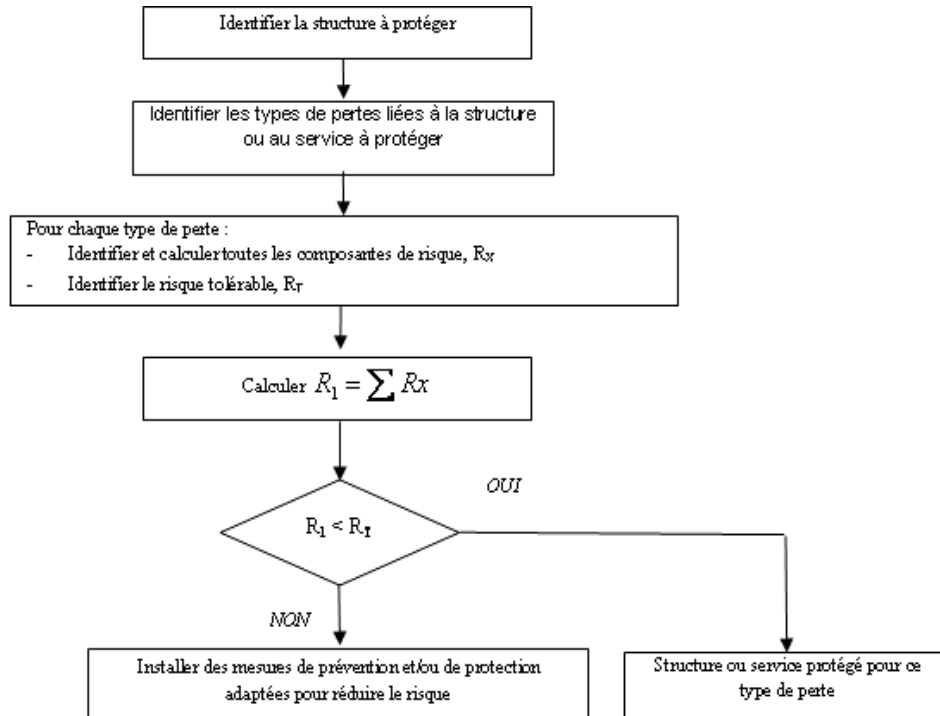 Identifier la structure à protéger
Identifier les types de pertes liées à la structure
ou au service à protéger
Pour chaque type de perte :
- Identifier et calculer toutes les composantes de risque, RX
- Identifier le risque tolérable, RT
Calculer R1 = ∑ Rx
OUI
R1 < RT
NON
Installer des mesures de prévention et/ou de protection
adaptées pour réduire le risque
Structure ou service protégé pour ce
type de perte